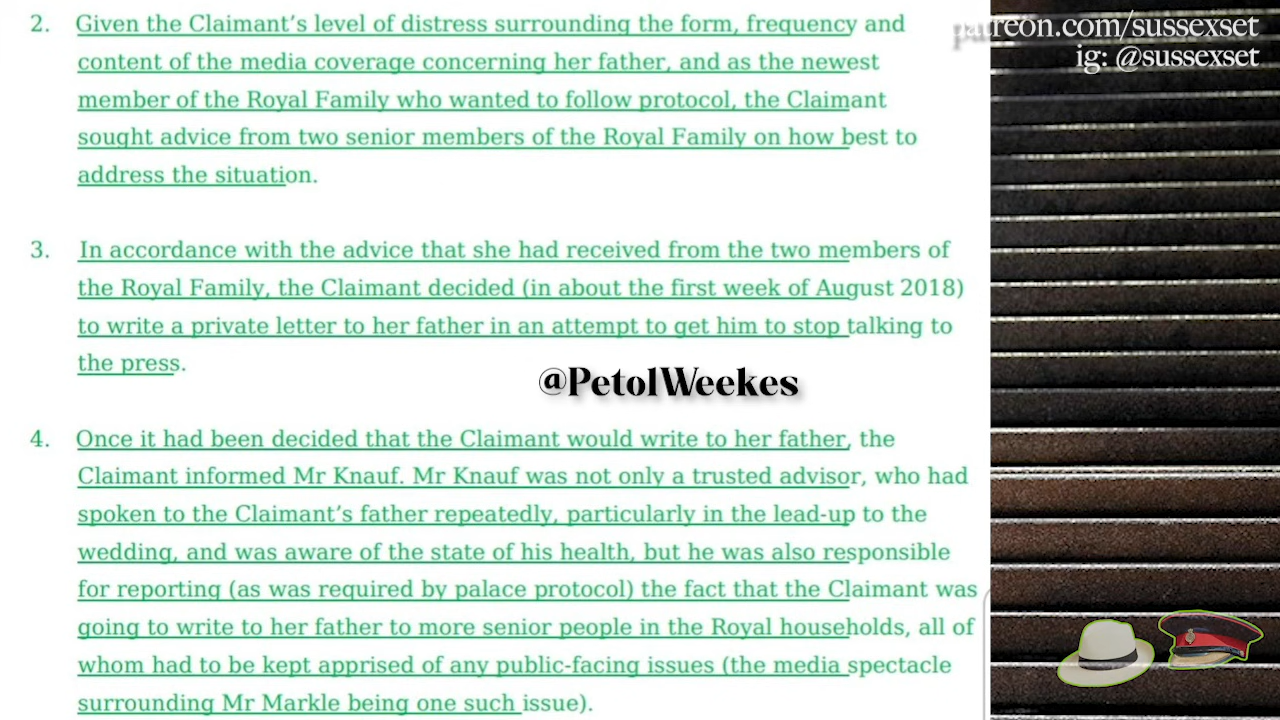 2. Given the Claimant’s level of distress surrounding the form, frequency and
content of the media coverage concerning her father, and as the newest
member of the Royal Family who wanted to follow protocol, the Claimant
sought advice from two senior members of the Royal Family on how best to
address the situation.
3. In accordance with the advice that she had received from the two members of
the Royal Family, the Claimant decided (in about the first week of August 2018)
to write a private letter to her father in an attempt to get him to stop talking to
the press.
4. Once it had been decided that the Claimant would write to her father, the
Claimant informed Mr Knauf. Mr Knauf was not only a trusted advisor, who had
spoken to the Claimant’s father repeatedly, particularly in the lead-up to the
wedding, and was aware of the state of his health, but he was also responsible
for reporting (as was required by palace protocol) the fact that the Claimant was
going to write to her father to more senior people in the Royal households, all of
whom had to be kept apprised of any public-facing issues (the media spectacle
surrounding Mr Markle being one such issue).
@PetolWeekes
patreon.com/sussexset
ig: @sussexset